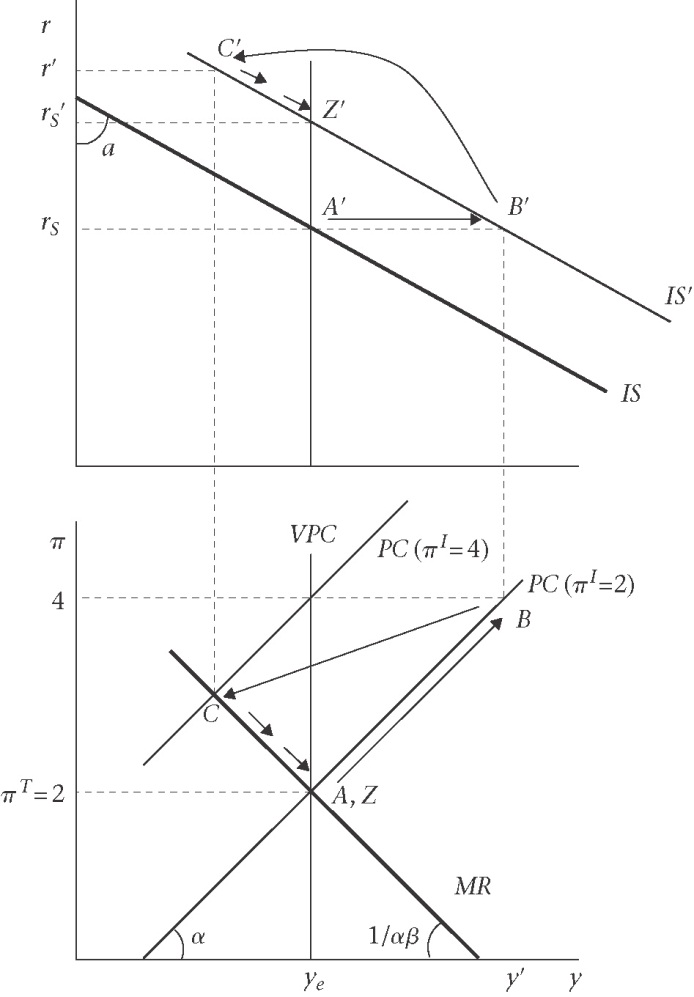 r
C′
r′
r_S′
Z′
a
A′
B′
r_S
IS′
IS
VPC
π
PC (π^I=4)
4
PC (π^I=2)
B
C
π^T=2
A, Z
MR
α
1/αβ
y_e
y′
y